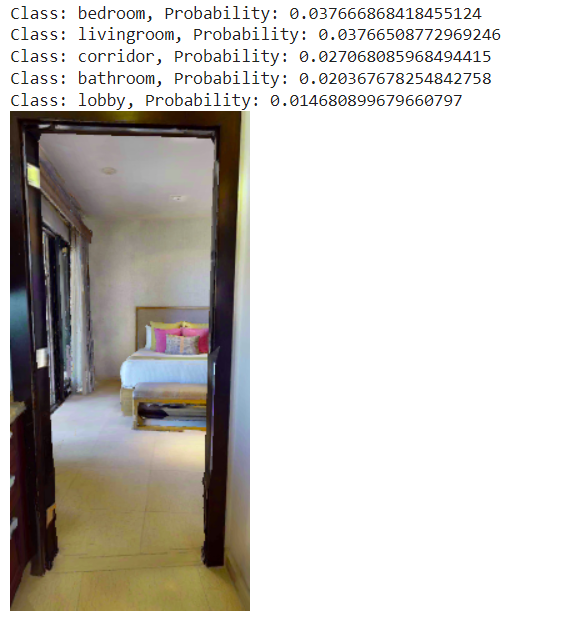 Class: bedroom, Probability: 0.037666868418455124
Class: livingroom, Probability: 0.03766508772969246
Class: corridor, Probability: 0.027068085968494415
Class: bathroom, Probability: 0.020367678254842758
Class: lobby, Probability: 0.014680899679660797